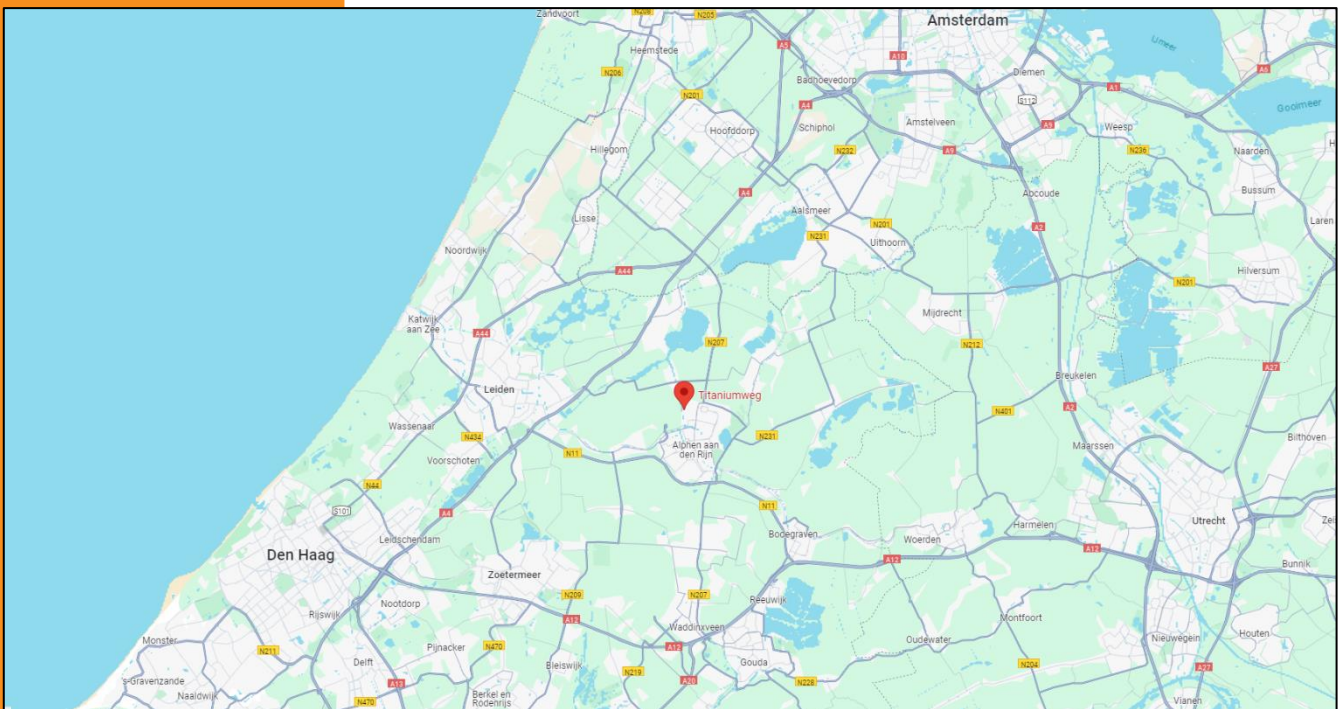 Zandvoort
N208
N205
Amsterdam
Heemstede
A5
IJmeer
N206
A10
Badhoevedorp
Diemen
A6
N201
A4
S112
A1
Gooimeer
Hoofddorp
Schiphol
Amstelveen
A9
Weesp
Hillegom
N232
A9
N236
Naarden
A4
Abcoude
Bussum
Lisse
Aalsmeer
N201
A2
Laren
N231
Uithoorn
Noordwijk
A44
Hilversum
N201
Katwijk
aan Zee
A44
Mijdrecht
N207
N212
A27
Leiden
Titaniumweg
Breukelen
A2
N401
Wassenaar
N434
Alphen aan
den Rijn
N231
Maarssen
Bilthoven
Voorschoten
N11
N44
N11
S101
A4
Bodegraven
Woerden
Harmelen
Utrecht
Zei
Leidschendam
A12
A12
Den Haag
Zoetermeer
Bunnik
N209
N207
Reeuwijk
Nootdorp
Rijswijk
A12
Waddinxveen
Montfoort
Monster
Pijnacker
N470
A12
Oudewater
Nieuwegein
Houten
N211
Delft
Bleiswijk
Gouda
N204
's-Gravenzande
N219
A20
N228
A27
Naaldwijk
A13
Berkel en
Rodenrijs
N470
Vianen